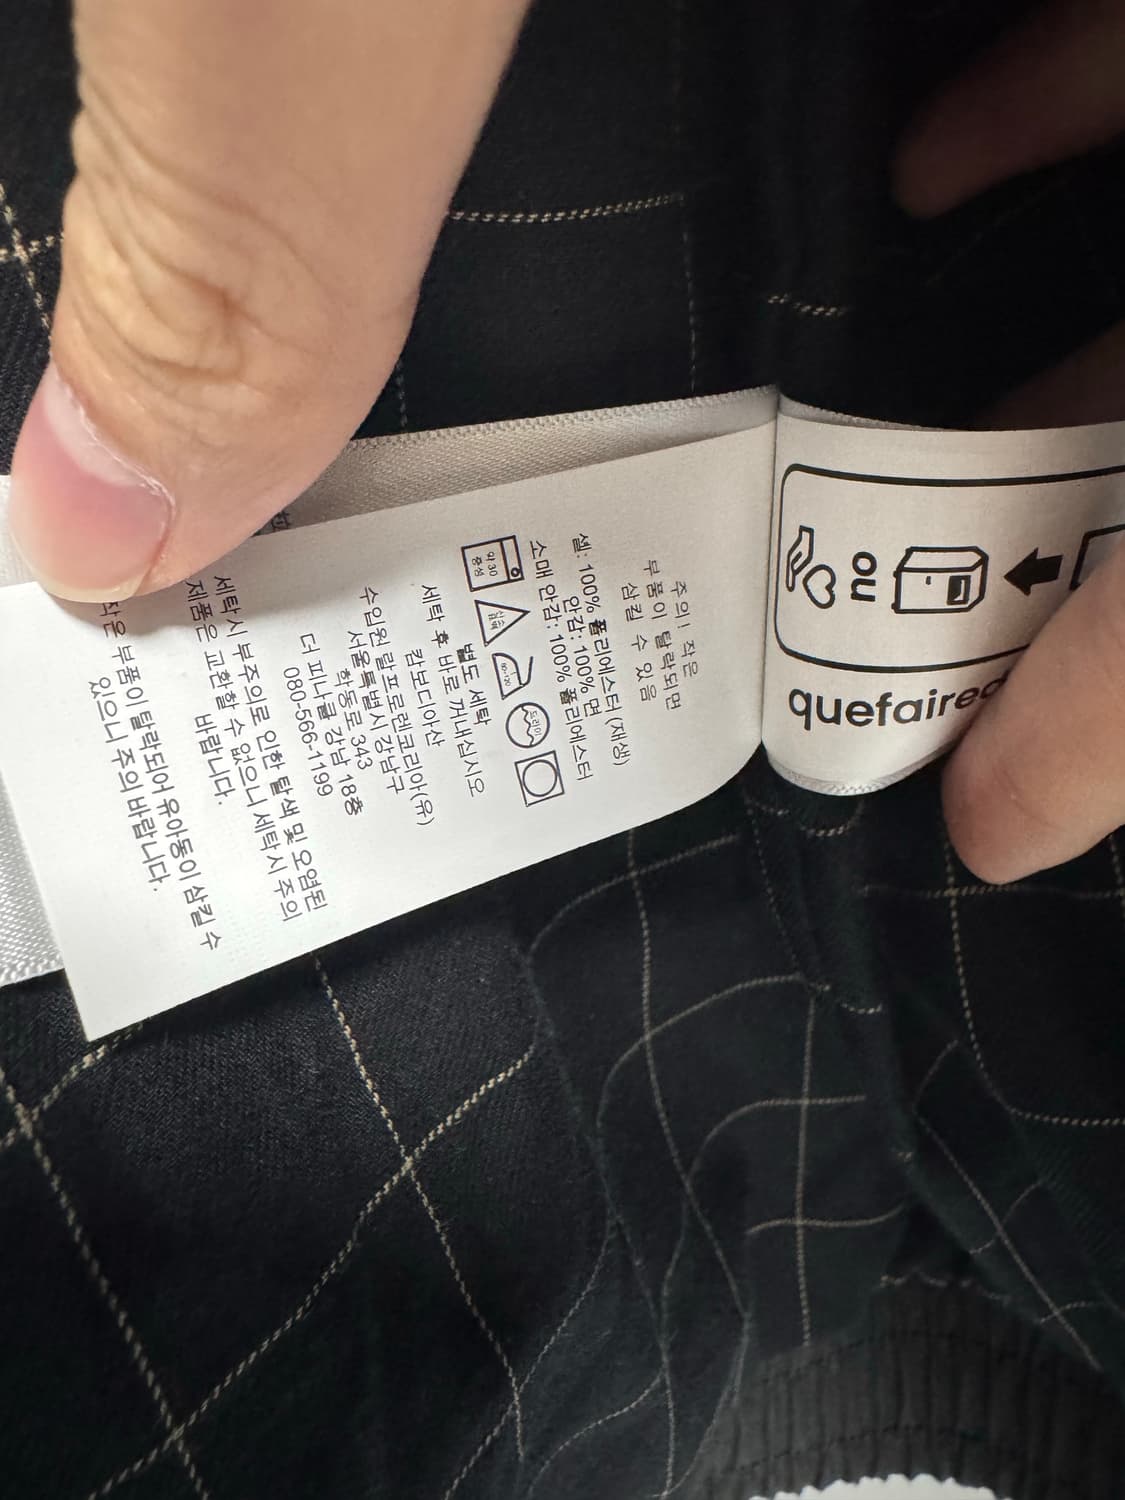 주의! 작은
부품이 탈락되면
삼킬 수 있음
셸: 100% 폴리에스터 (재생)
안감: 100% 면
소매 안감: 100% 폴리에스터
약 30
중성
드라이
별도 세탁
세탁 후 바로 꺼내십시오
캄보디아산
수입원 랄프로렌코리아(유)
서울특별시 강남구
학동로 343
더 피나클 강남 18층
080-566-1199
세탁시 부주의로 인한 탈색 및 오염된
제품은 교환할 수 없으니 세탁시 주의
바랍니다.
작은 부품이 탈락되어 유아동이 삼킬 수
있으니 주의 바랍니다.
ou